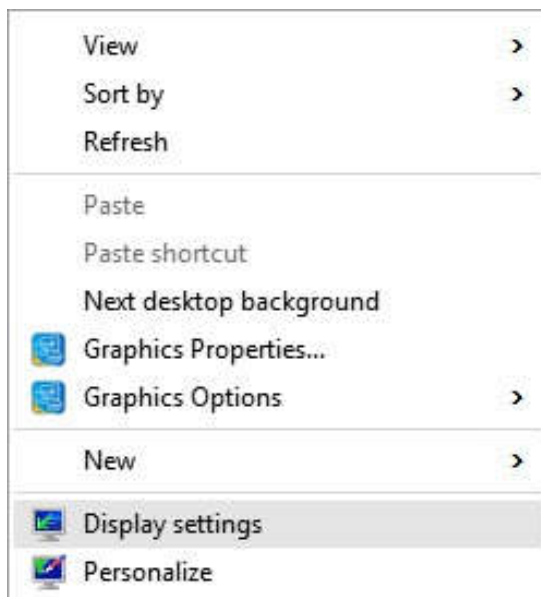 View
Sort by
Refresh
Paste
Paste shortcut
Next desktop background
Graphics Properties...
Graphics Options
New
Display settings
Personalize